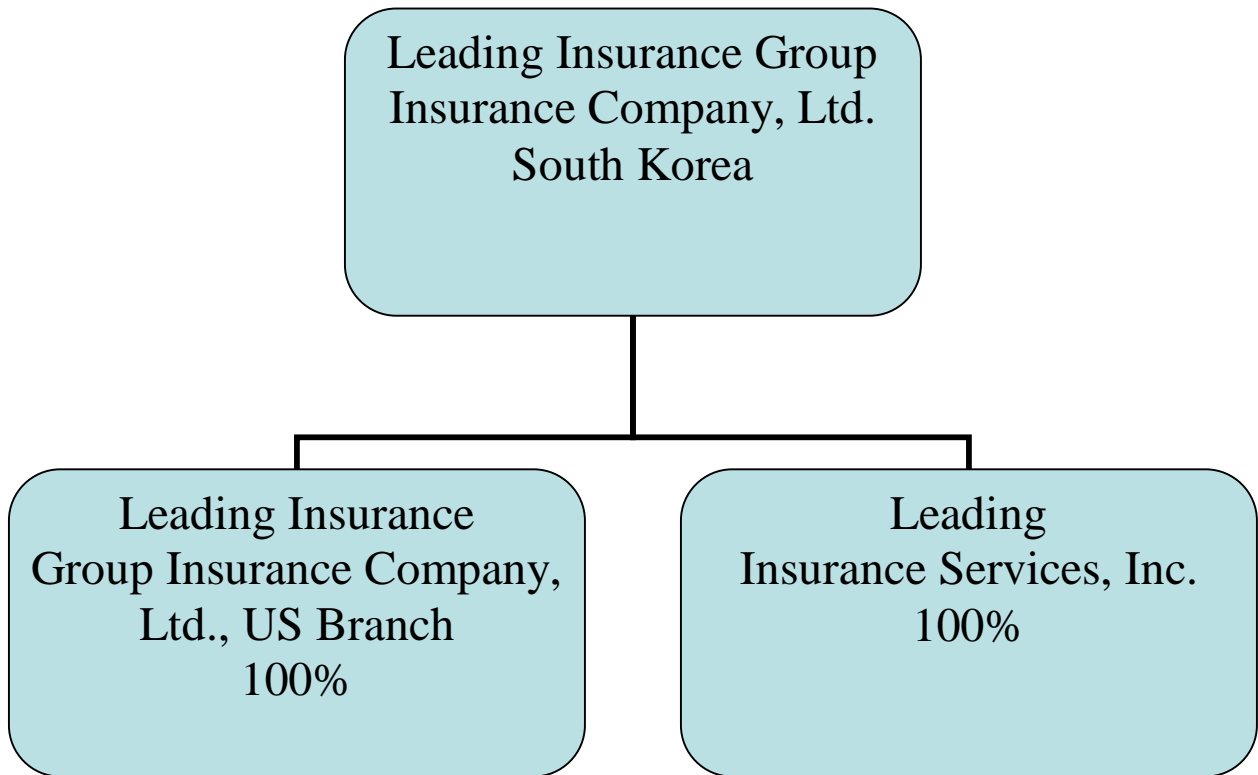 Leading Insurance Group
Insurance Company, Ltd.
South Korea
Leading Insurance
Group Insurance Company,
Ltd., US Branch
100%
Leading
Insurance Services, Inc.
100%